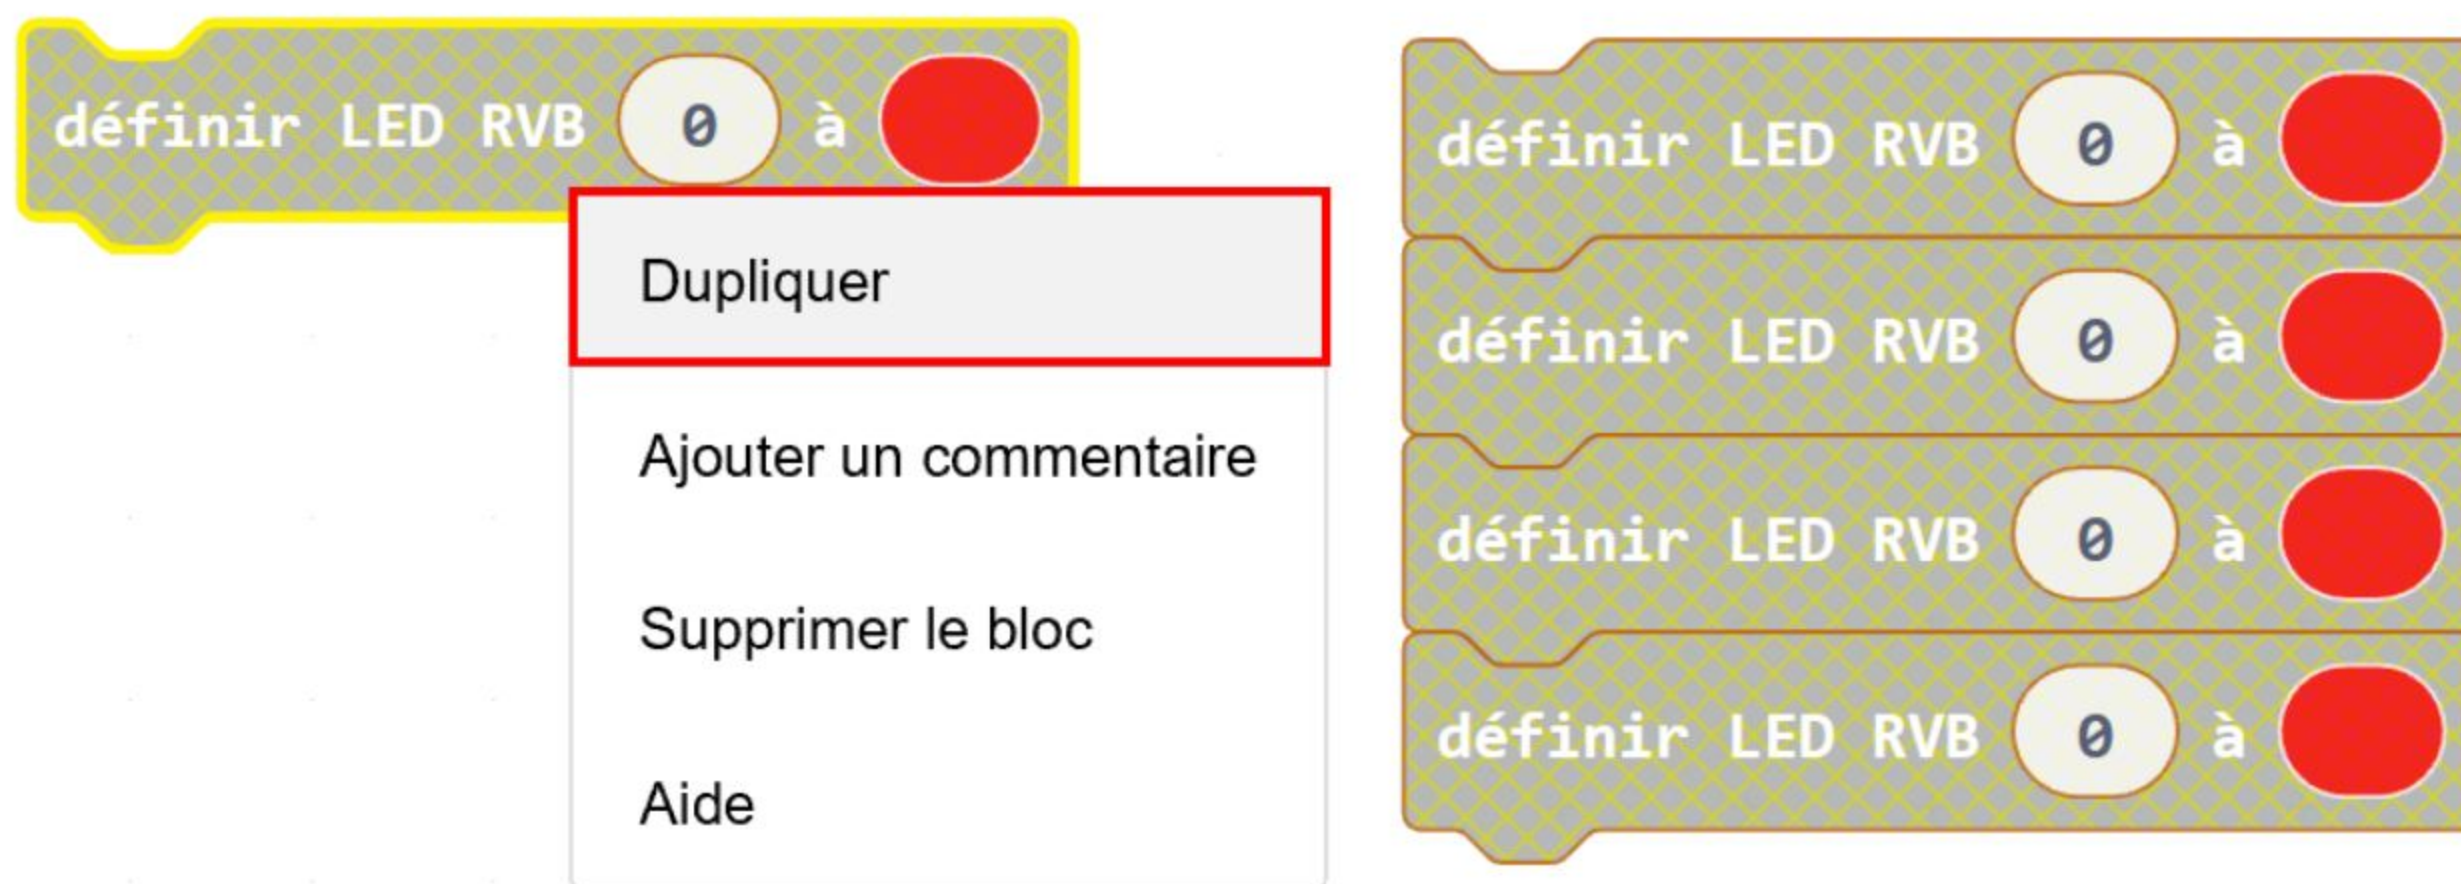 définir LED RVB 0 à
Dupliquer
Ajouter un commentaire
Supprimer le bloc
Aide
définir LED RVB 0 à
définir LED RVB 0 à
définir LED RVB 0 à
définir LED RVB 0 à